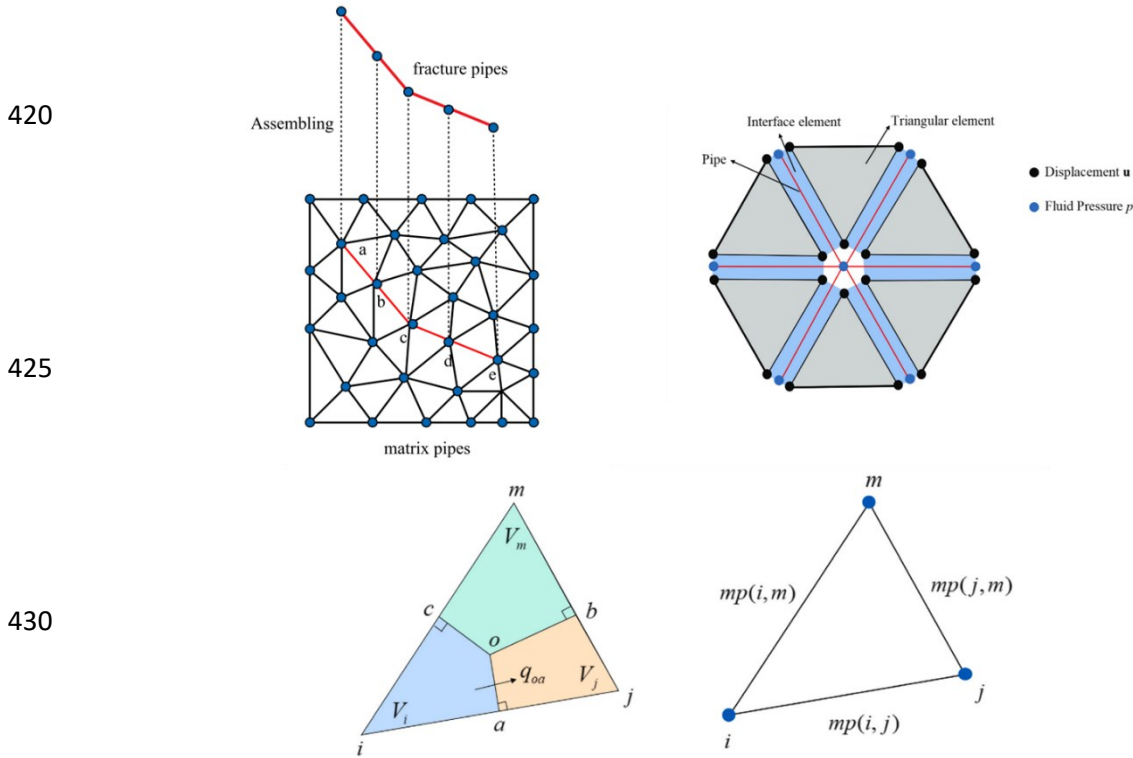 fracture pipes
420
Assembling
Interface element
Triangular element
Pipe
Displacement u
Fluid Pressure p
a
b
c
d
e
425
matrix pipes
m
V_m
c
b
430
o
q_oa
V_i
V_j
j
a
i
m
mp(i,m)
mp(j,m)
j
mp(i,j)
i